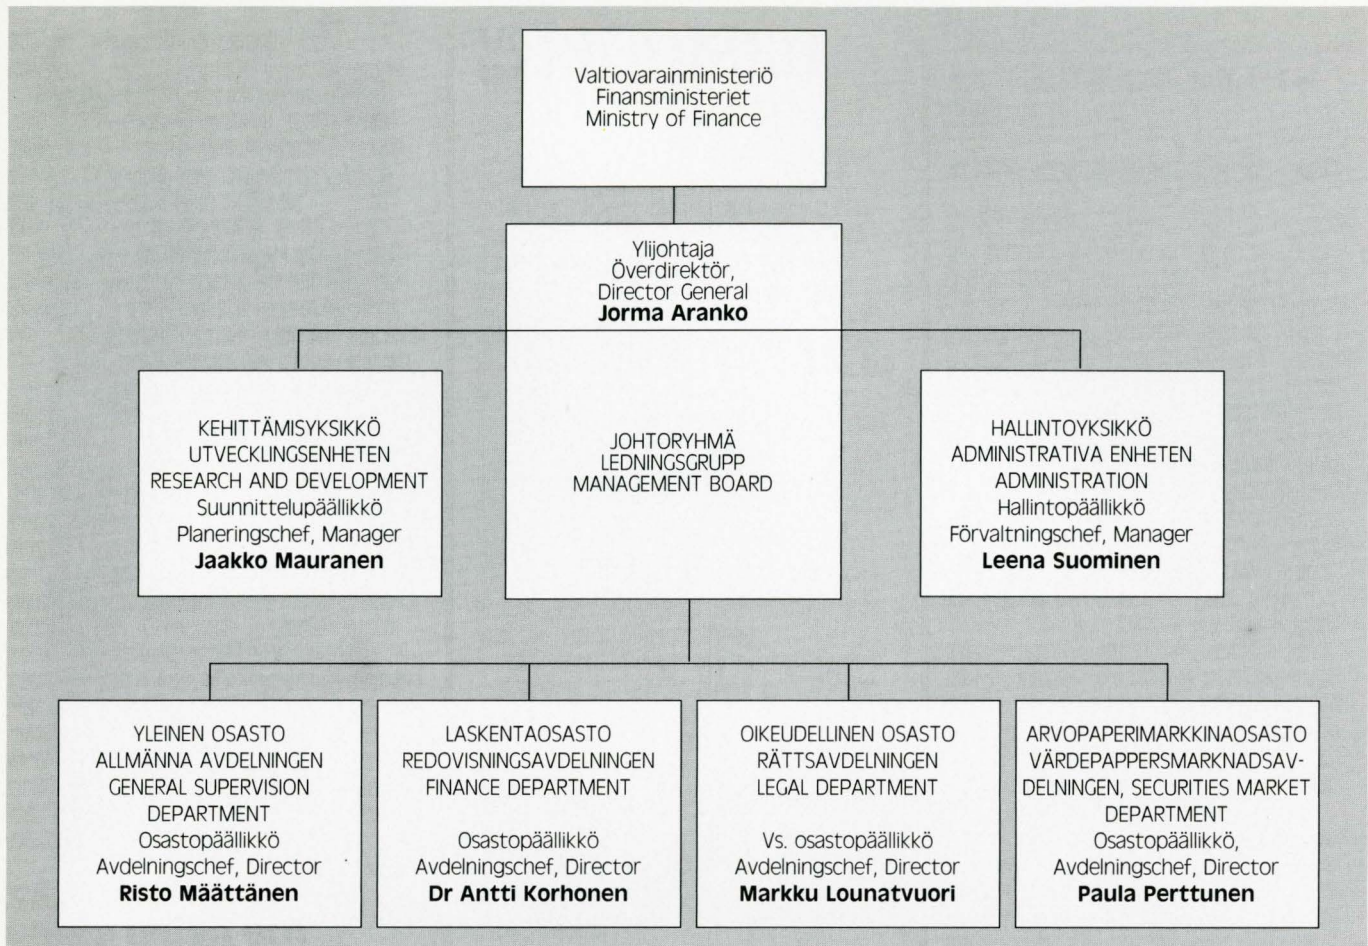 Valtiovarainministeriö
Finansministeriet
Ministry of Finance
Ylijohtaja
Överdirektör,
Director General
Jorma Aranko
KEHITTÄMISYKSIKKÖ
UTVECKLINGSENHETEN
RESEARCH AND DEVELOPMENT
Suunnittelupäällikkö
Planeringschef, Manager
Jaakko Mauranen
JOHTORYHMÄ
LEDNINGSGRUPP
MANAGEMENT BOARD
HALLINTOYKSIKKÖ
ADMINISTRATIVA ENHETEN
ADMINISTRATION
Hallintopäällikkö
Förvaltningschef, Manager
Leena Suominen
YLEINEN OSASTO
ALLMÄNNA AVDELNINGEN
GENERAL SUPERVISION
DEPARTMENT
Osastopäällikkö
Avdelningschef, Director
Risto Määttänen
LASKENTAOSASTO
REDOVISNINGSAVDELNINGEN
FINANCE DEPARTMENT
Osastopäällikkö
Avdelningschef, Director
Dr Antti Korhonen
OIKEUDELLINEN OSASTO
RÄTTSAVDELNINGEN
LEGAL DEPARTMENT
Vs. osastopäällikkö
Avdelningschef, Director
Markku Lounatvuori
ARVOPAPERIMARKKINAOSASTO
VÄRDEPAPPERSMARKNADSAV-
DELNINGEN, SECURITIES MARKET
DEPARTMENT
Osastopäällikkö,
Avdelningschef, Director
Paula Perttunen